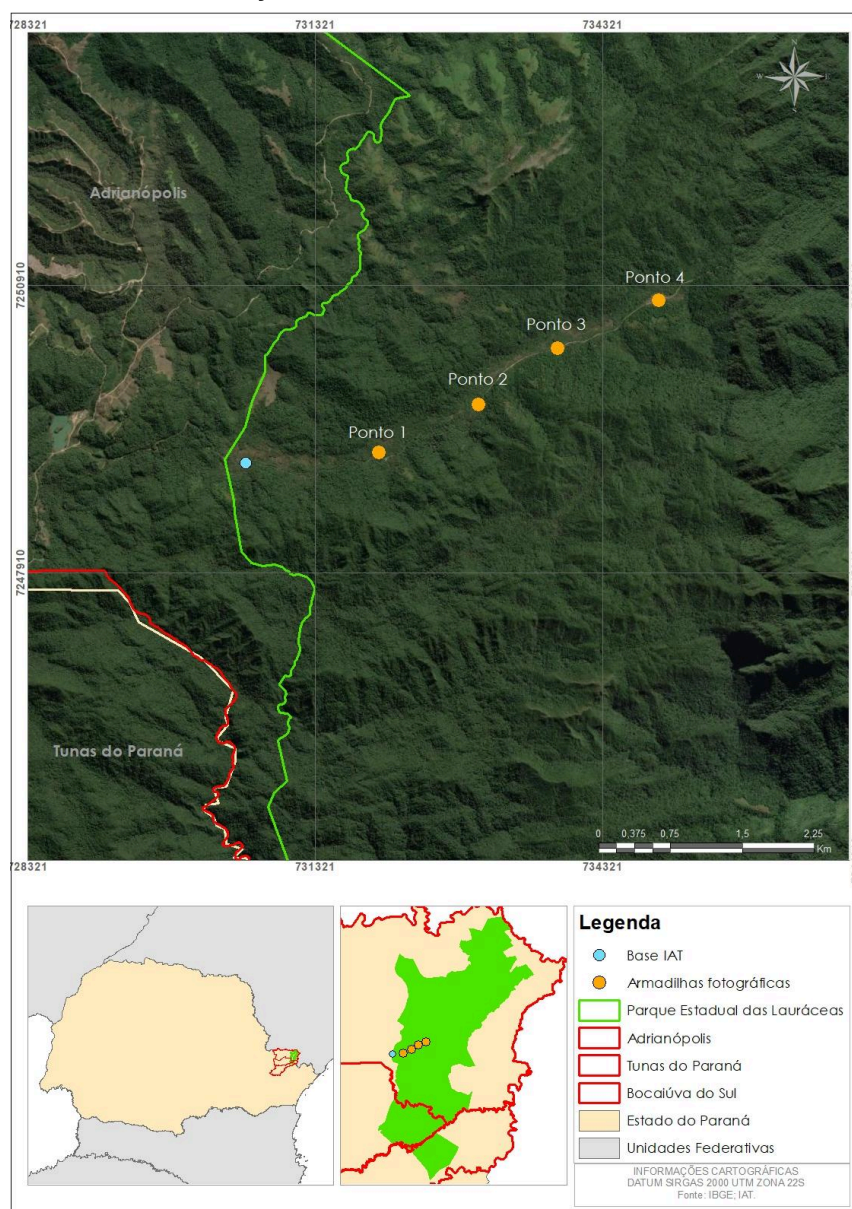 728321
731321
734321
N
W
E
S
Adrianópolis
7250910
Ponto 4
Ponto 3
Ponto 2
Ponto 1
7247910
Tunas do Paraná
0 0,375 0,75 1,5 2,25
Km
728321
731321
734321
Legenda
Base IAT
Armadilhas fotográficas
Parque Estadual das Lauráceas
Adrianópolis
Tunas do Paraná
Bocaiúva do Sul
Estado do Paraná
Unidades Federativas
INFORMAÇÕES CARTOGRÁFICAS
DATUM SIRGAS 2000 UTM ZONA 22S
Fonte: IBGE; IAT.